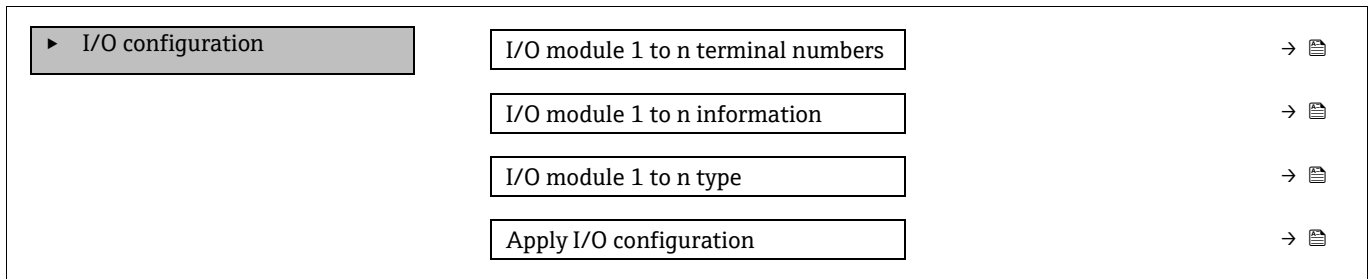 ▸ I/O configuration
I/O module 1 to n terminal numbers →
I/O module 1 to n information →
I/O module 1 to n type →
Apply I/O configuration →